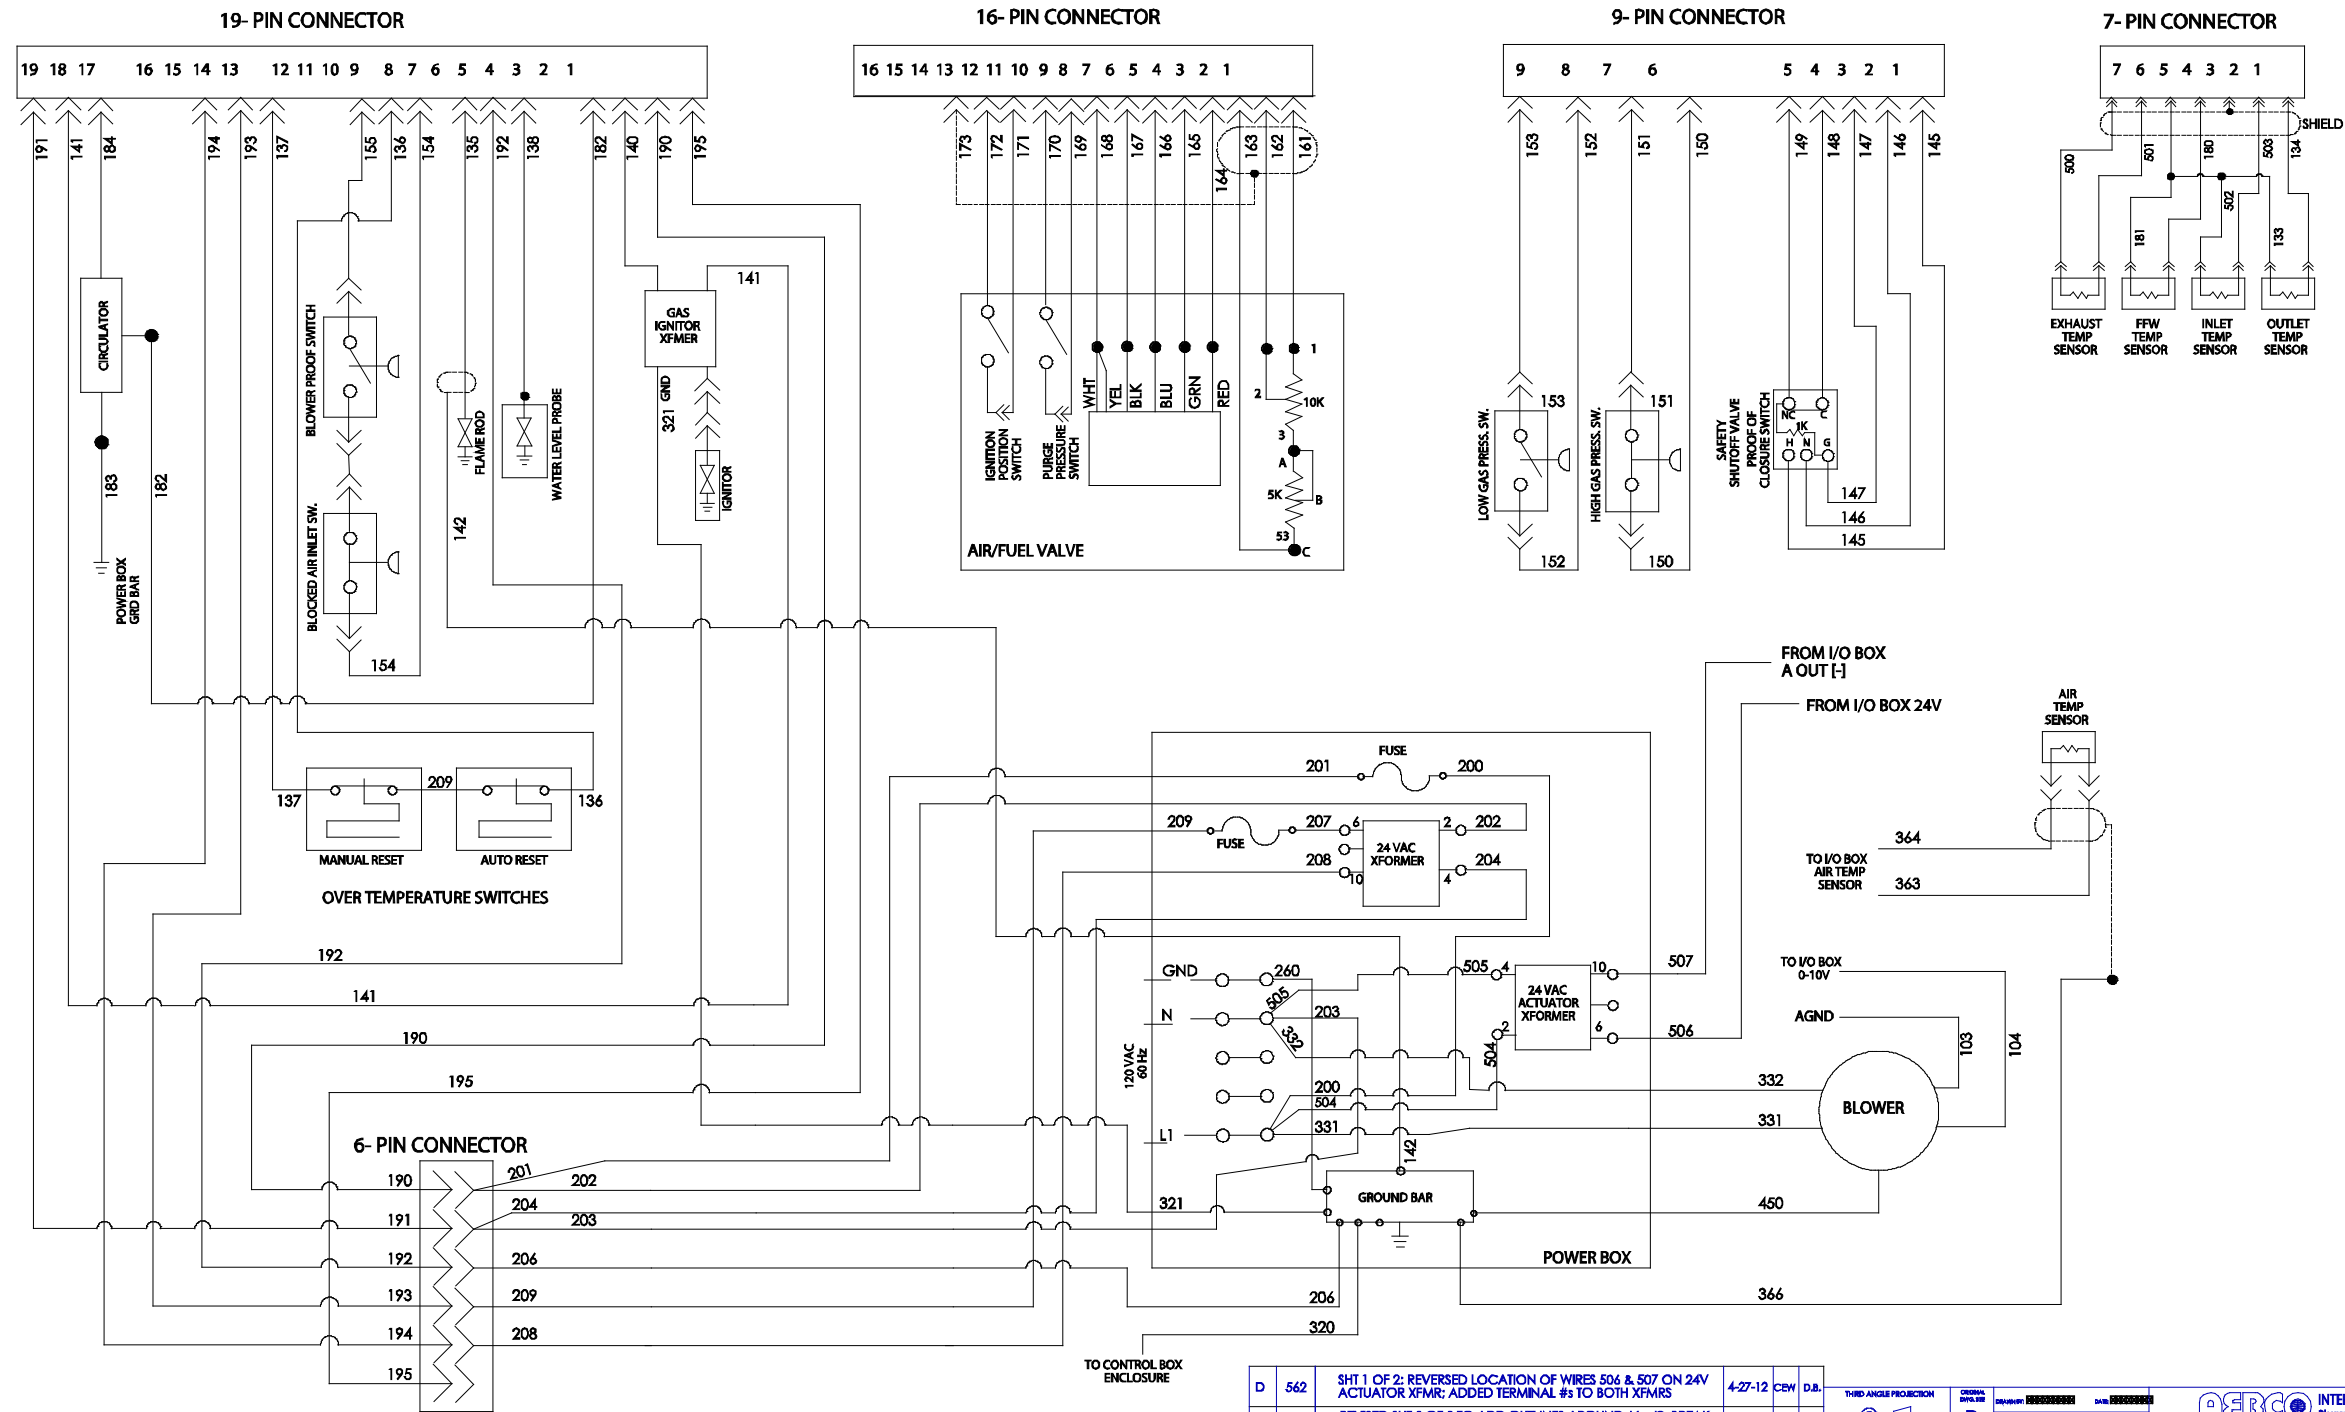 19- PIN CONNECTOR
16- PIN CONNECTOR
9- PIN CONNECTOR
7- PIN CONNECTOR
19 18 17 16 15 14 13 12 11 10 9 8 7 6 5 4 3 2 1
16 15 14 13 12 11 10 9 8 7 6 5 4 3 2 1
9 8 7 6 5 4 3 2 1
7 6 5 4 3 2 1
191 141 184 194 193 137 155 136 154 135 192 138 182 140 190 195
173 172 171 170 169 168 167 166 165 164 163 162 161
153 152 151 150 149 148 147 146 145
SHIELD
500 501 180 503 134
502
181 133
EXHAUST
TEMP
SENSOR
FFW
TEMP
SENSOR
INLET
TEMP
SENSOR
OUTLET
TEMP
SENSOR
CIRCULATOR
183
182
POWER BOX
GRD BAR
BLOWER PROOF SWITCH
BLOCKED AIR INLET SW.
154
FLAME ROD
142
WATER LEVEL PROBE
GAS
IGNITOR
XFMER
141
321 GND
IGNITOR
IGNITION
POSITION
SWITCH
PURGE
PRESSURE
SWITCH
WHT
YEL
BLK
BLU
GRN
RED
1
2
10K
3
A
5K
B
53
C
AIR/FUEL VALVE
LOW GAS PRESS. SW.
153
152
HIGH GAS PRESS. SW.
151
150
SAFETY
SHUTOFF VALVE
PROOF OF
CLOSURE SWITCH
NC C
1K
H N G
147
146
145
137
209
136
MANUAL RESET
AUTO RESET
OVER TEMPERATURE SWITCHES
192
141
190
195
6- PIN CONNECTOR
190
191
192
193
194
195
201
202
204
203
206
209
208
FROM I/O BOX
A OUT [-]
FROM I/O BOX 24V
AIR
TEMP
SENSOR
364
TO I/O BOX
AIR TEMP
SENSOR
363
FUSE
201 200
209 FUSE 207 6
24 VAC
XFORMER
2 202
208 10
4 204
GND 260
N
505
203
332
120 VAC
60 Hz
200
504
L1
331
505 4
24 VAC
ACTUATOR
XFORMER
10 507
504 2
6 506
142
321
GROUND BAR
POWER BOX
206
320
TO CONTROL BOX
ENCLOSURE
TO I/O BOX
0-10V
AGND
103
104
332
331
BLOWER
450
366
D 562 SHT 1 OF 2: REVERSED LOCATION OF WIRES 506 & 507 ON 24V
ACTUATOR XFMR; ADDED TERMINAL #s TO BOTH XFMRS 4-27-12 CEW D.B.
THIRD ANGLE PROJECTION